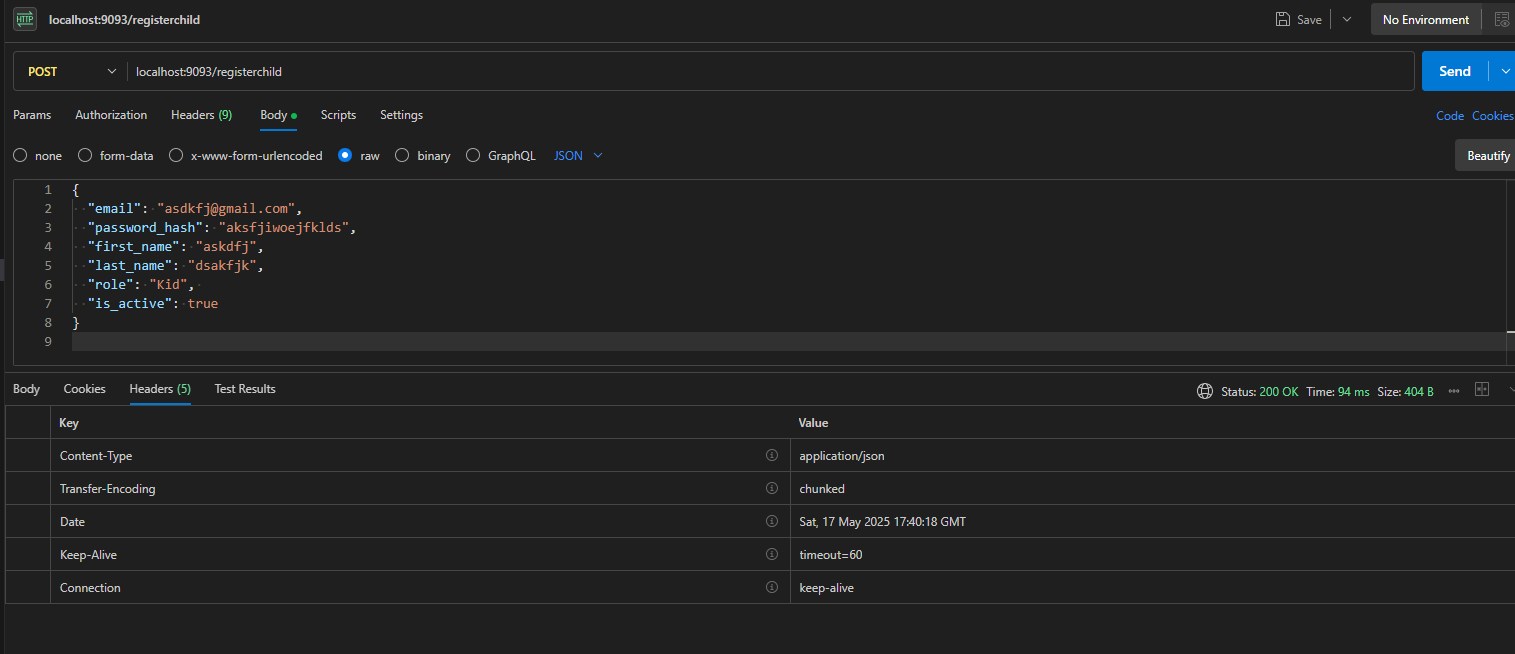 HTTP localhost:9093/registerchild Save No Environment
POST localhost:9093/registerchild Send
Params Authorization Headers (9) Body Scripts Settings Code Cookies
none form-data x-www-form-urlencoded raw binary GraphQL JSON Beautify
1 {
2 "email": "asdkfj@gmail.com",
3 "password_hash": "aksfjiwoejfklds",
4 "first_name": "askdfj",
5 "last_name": "dsakfjk",
6 "role": "Kid",
7 "is_active": true
8 }
9
Body Cookies Headers (5) Test Results Status: 200 OK Time: 94 ms Size: 404 B
Key Value
Content-Type application/json
Transfer-Encoding chunked
Date Sat, 17 May 2025 17:40:18 GMT
Keep-Alive timeout=60
Connection keep-alive